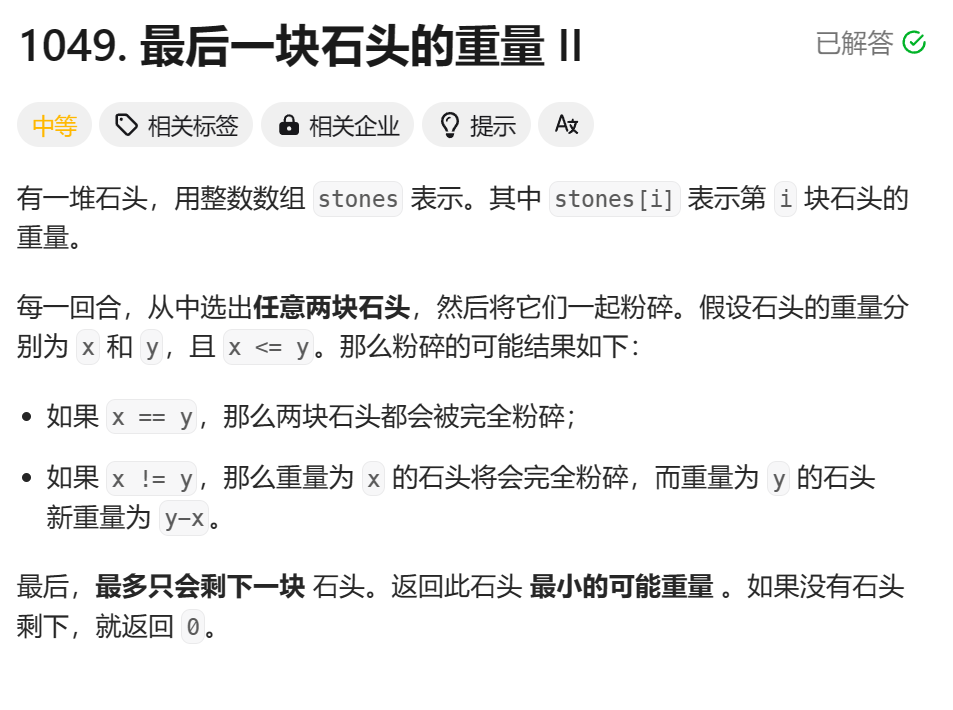 1049. 最后一块石头的重量 II
已解答
中等 相关标签 相关企业 提示
有一堆石头，用整数数组 stones 表示。其中 stones[i] 表示第 i 块石头的
重量。
每一回合，从中选出任意两块石头，然后将它们一起粉碎。假设石头的重量分
别为 x 和 y，且 x <= y。那么粉碎的可能结果如下：
• 如果 x == y，那么两块石头都会被完全粉碎；
• 如果 x != y，那么重量为 x 的石头将会完全粉碎，而重量为 y 的石头
新重量为 y-x。
最后，最多只会剩下一块 石头。返回此石头 最小的可能重量 。如果没有石头
剩下，就返回 0。